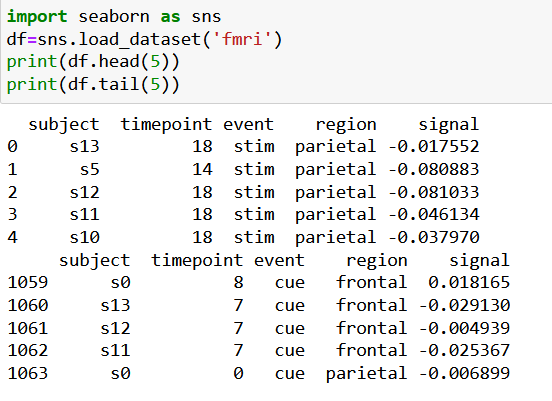 import seaborn as sns
df=sns.load_dataset('fmri')
print(df.head(5))
print(df.tail(5))
  subject  timepoint event    region    signal
0     s13         18  stim  parietal -0.017552
1      s5         14  stim  parietal -0.080883
2     s12         18  stim  parietal -0.081033
3     s11         18  stim  parietal -0.046134
4     s10         18  stim  parietal -0.037970
     subject  timepoint event    region    signal
1059      s0          8   cue   frontal  0.018165
1060     s13          7   cue   frontal -0.029130
1061     s12          7   cue   frontal -0.004939
1062     s11          7   cue   frontal -0.025367
1063      s0          0   cue  parietal -0.006899